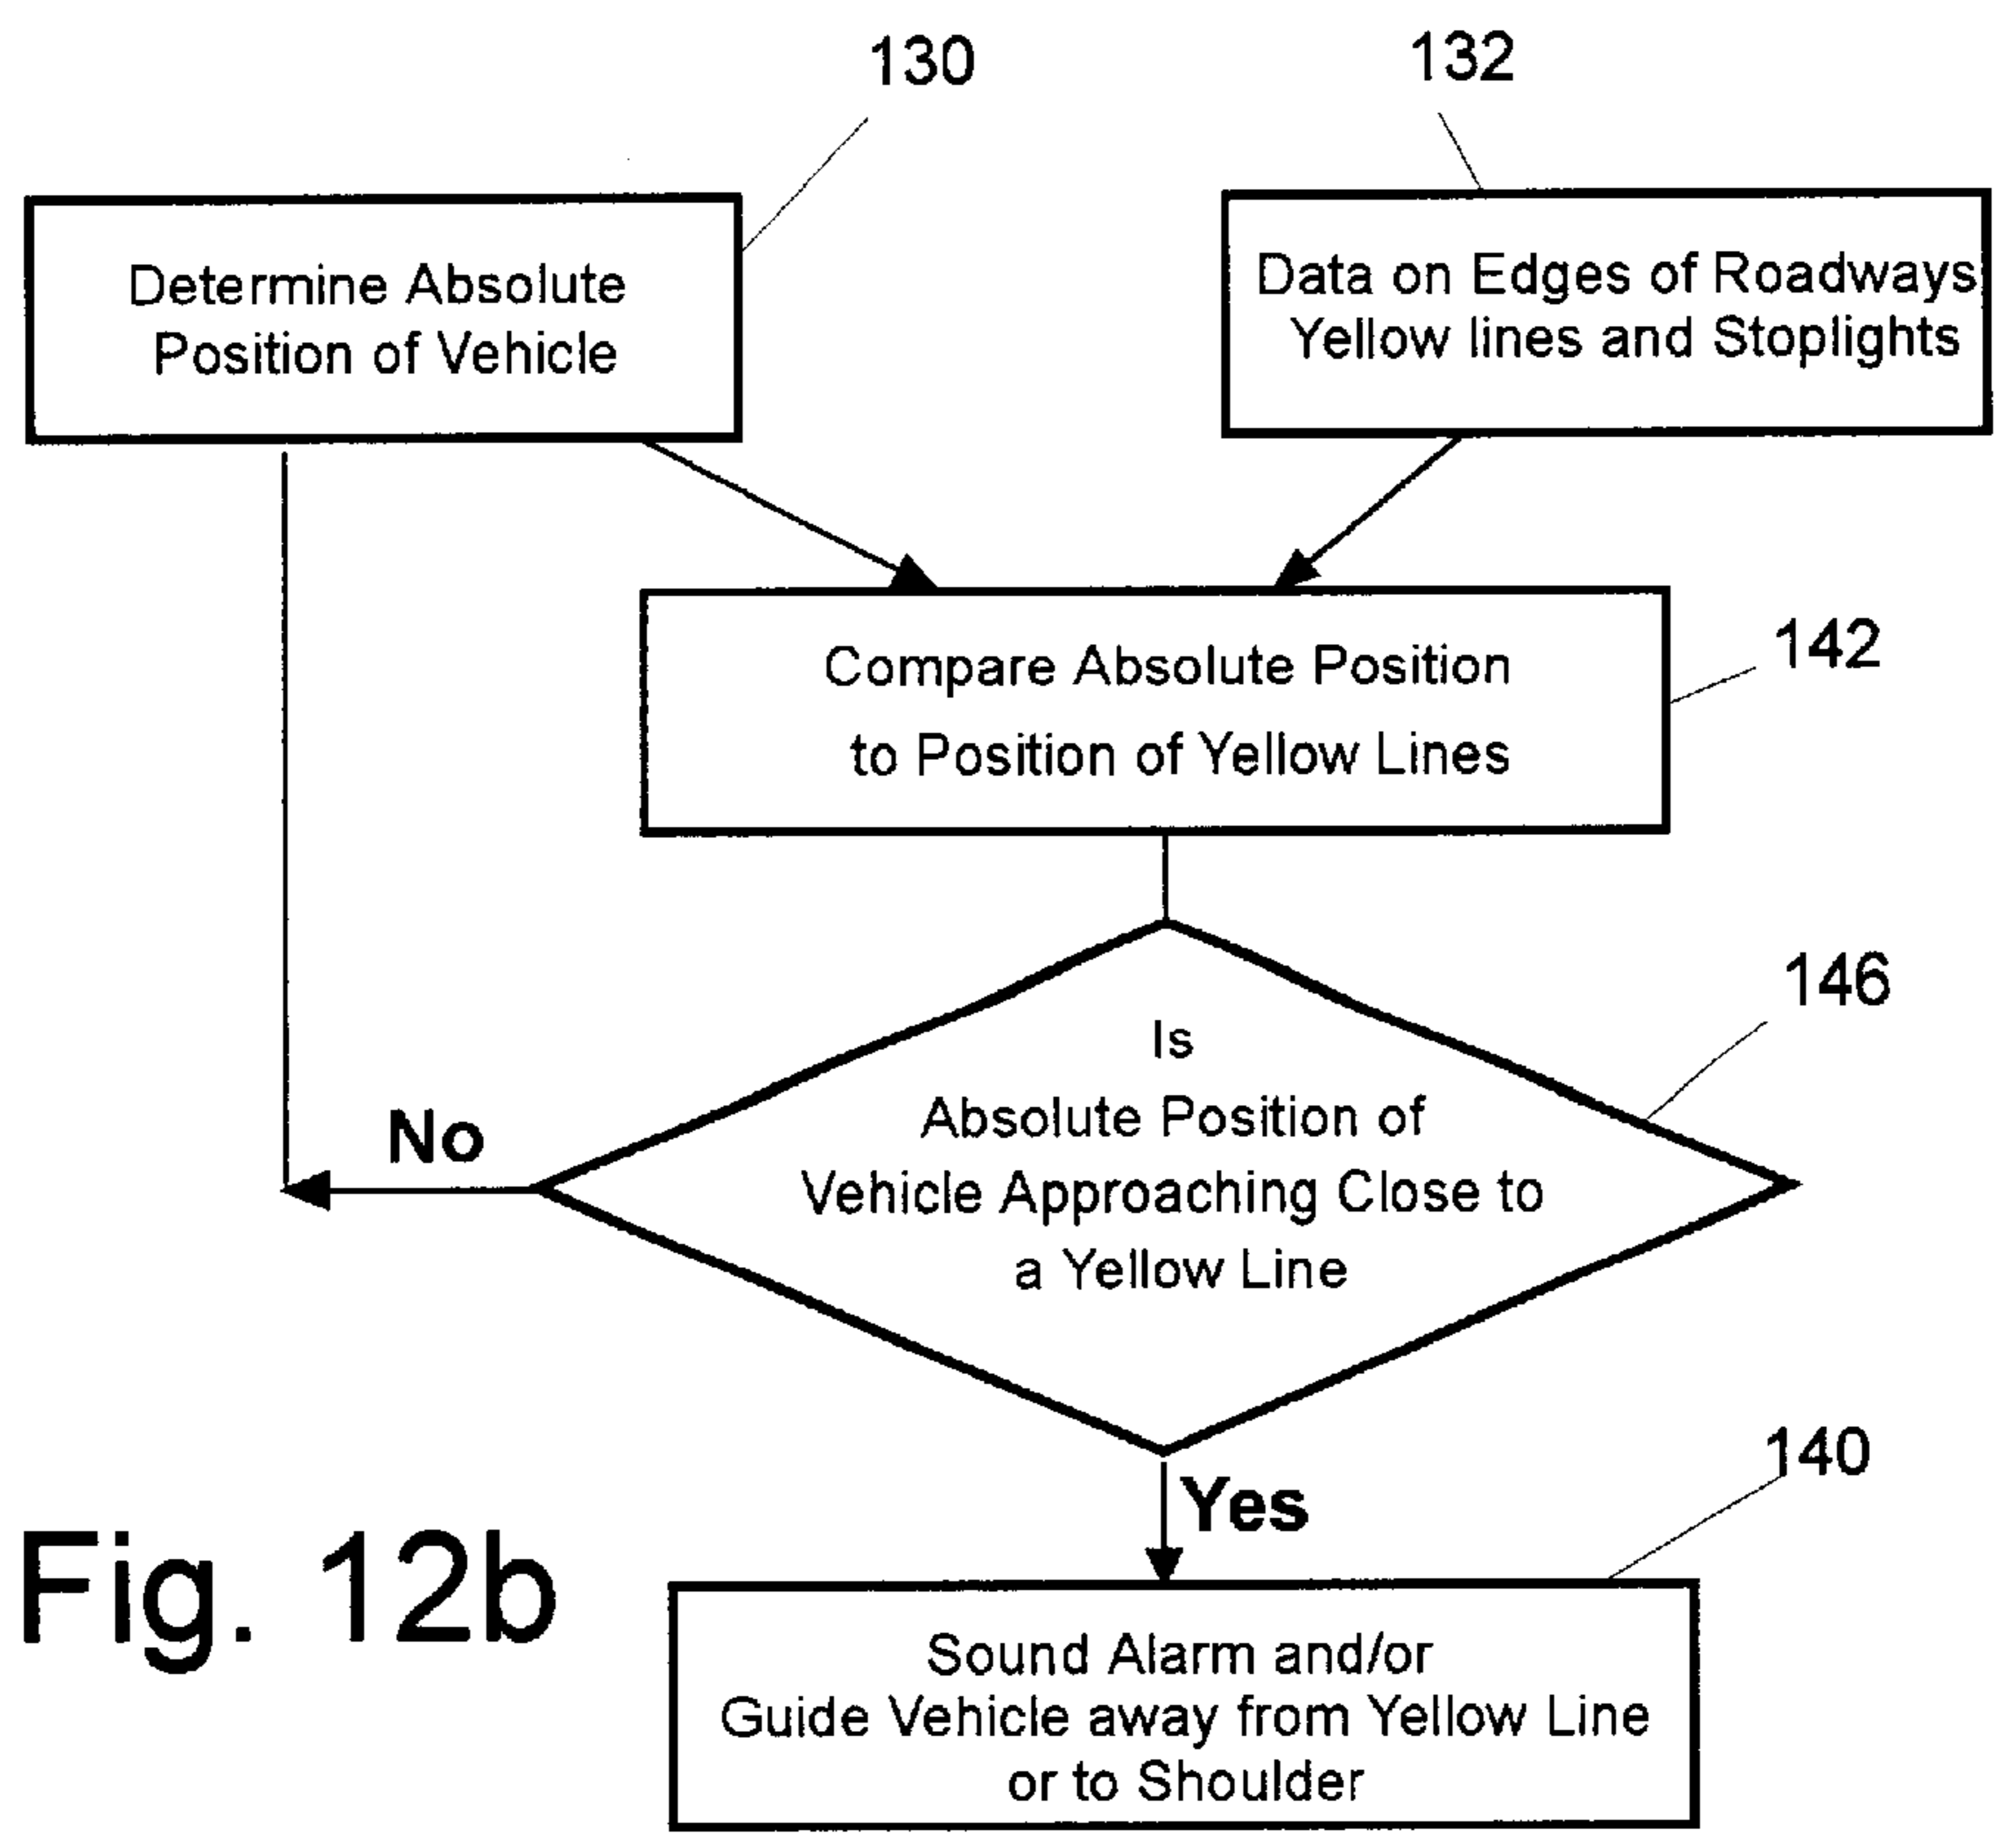 130
132
Determine Absolute
Position of Vehicle
Data on Edges of Roadways
Yellow lines and Stoplights
Compare Absolute Position
to Position of Yellow Lines
142
146
Is
Absolute Position of
Vehicle Approaching Close to
a Yellow Line
No
Yes
140
Sound Alarm and/or
Guide Vehicle away from Yellow Line
or to Shoulder
Fig. 12b